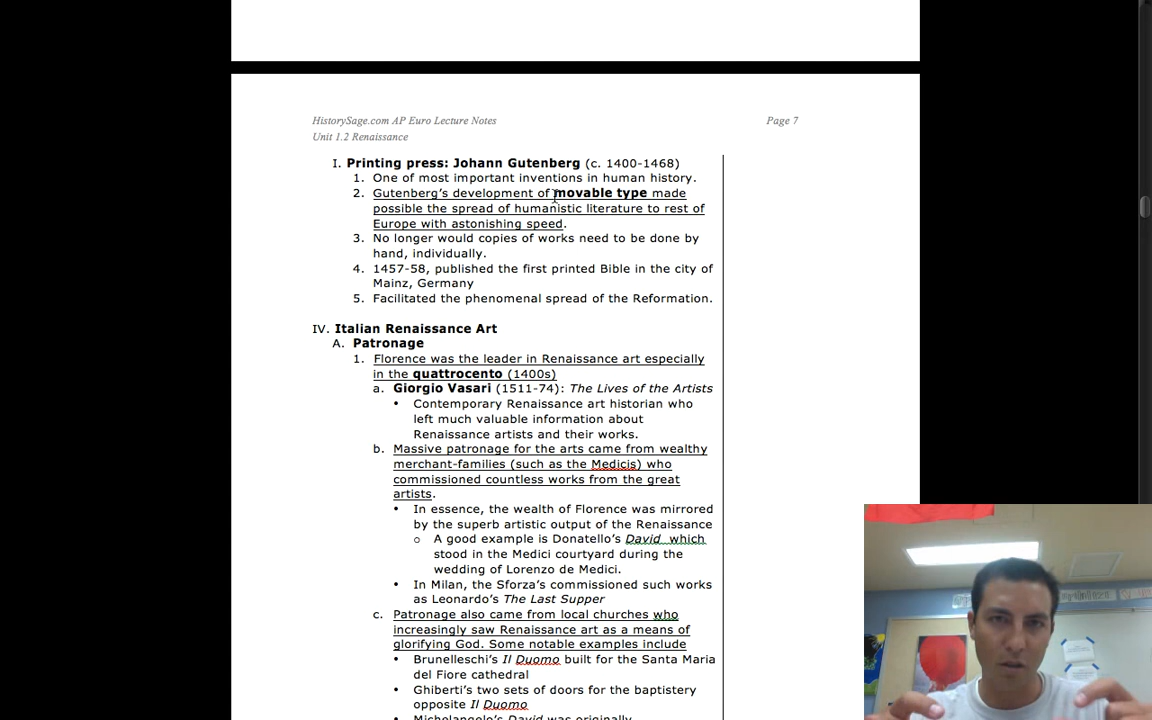 HistorySage.com AP Euro Lecture Notes Page 7
Unit 1.2 Renaissance
I. Printing press: Johann Gutenberg (c. 1400-1468)
1. One of most important inventions in human history.
2. Gutenberg's development of movable type made
possible the spread of humanistic literature to rest of
Europe with astonishing speed.
3. No longer would copies of works need to be done by
hand, individually.
4. 1457-58, published the first printed Bible in the city of
Mainz, Germany
5. Facilitated the phenomenal spread of the Reformation.
IV. Italian Renaissance Art
A. Patronage
1. Florence was the leader in Renaissance art especially
in the quattrocento (1400s)
a. Giorgio Vasari (1511-74): The Lives of the Artists
• Contemporary Renaissance art historian who
left much valuable information about
Renaissance artists and their works.
b. Massive patronage for the arts came from wealthy
merchant-families (such as the Medicis) who
commissioned countless works from the great
artists.
• In essence, the wealth of Florence was mirrored
by the superb artistic output of the Renaissance
o A good example is Donatello's David which
stood in the Medici courtyard during the
wedding of Lorenzo de Medici.
• In Milan, the Sforza's commissioned such works
as Leonardo's The Last Supper
c. Patronage also came from local churches who
increasingly saw Renaissance art as a means of
glorifying God. Some notable examples include
• Brunelleschi's Il Duomo built for the Santa Maria
del Fiore cathedral
• Ghiberti's two sets of doors for the baptistery
opposite Il Duomo
• Michelangelo's David was originally